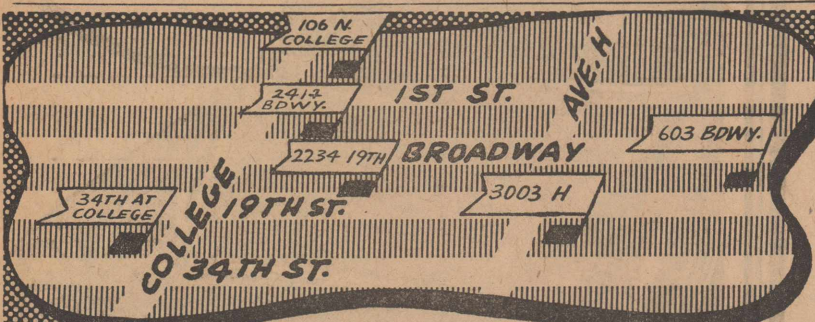 106 N.
COLLEGE
BDWY.
1ST ST.
AVE. H
603 BDWY.
2234 19TH
BROADWAY
34TH AT
COLLEGE
3003 H
COLLEGE
19TH ST.
34TH ST.